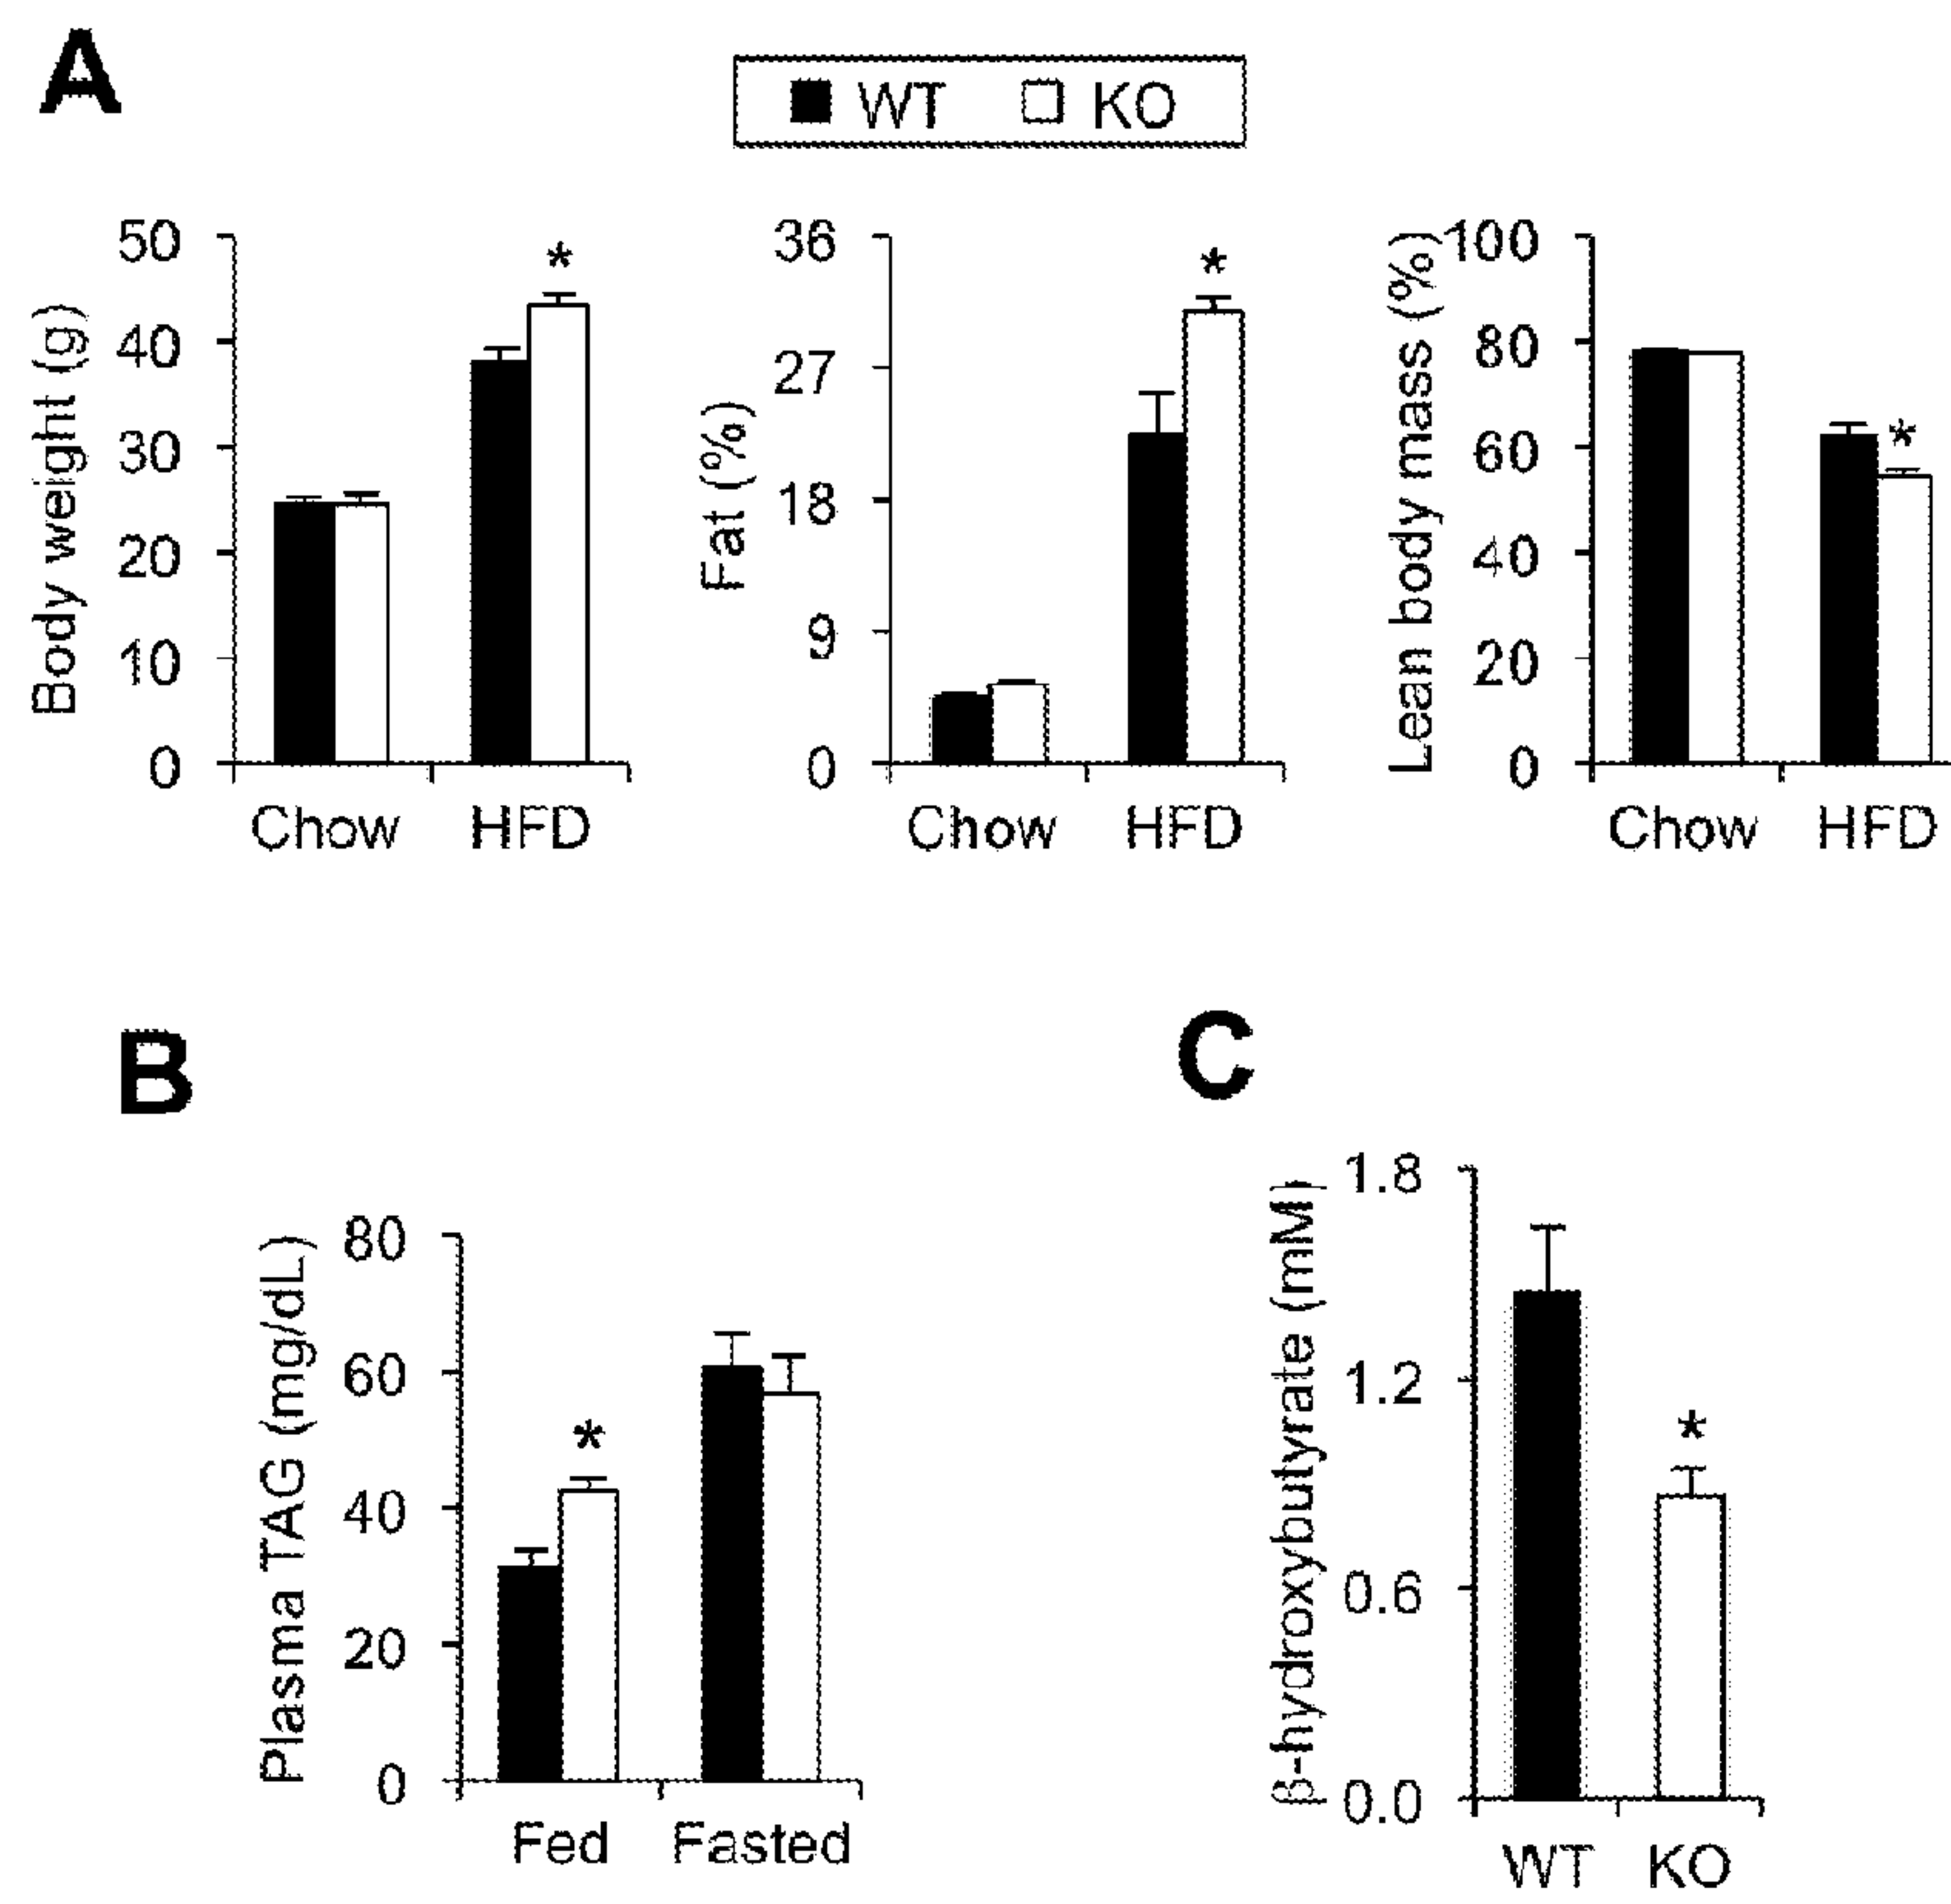 A
WT KO
Body weight (g)
50
40
30
20
10
0
*
Chow HFD
Fat (%)
36
27
18
9
0
*
Chow HFD
Lean body mass (%)
100
80
60
40
20
0
*
Chow HFD
B
Plasma TAG (mg/dL)
80
60
40
20
0
*
Fed Fasted
C
β-hydroxybutyrate (mM)
1.8
1.2
0.6
0.0
*
WT KO